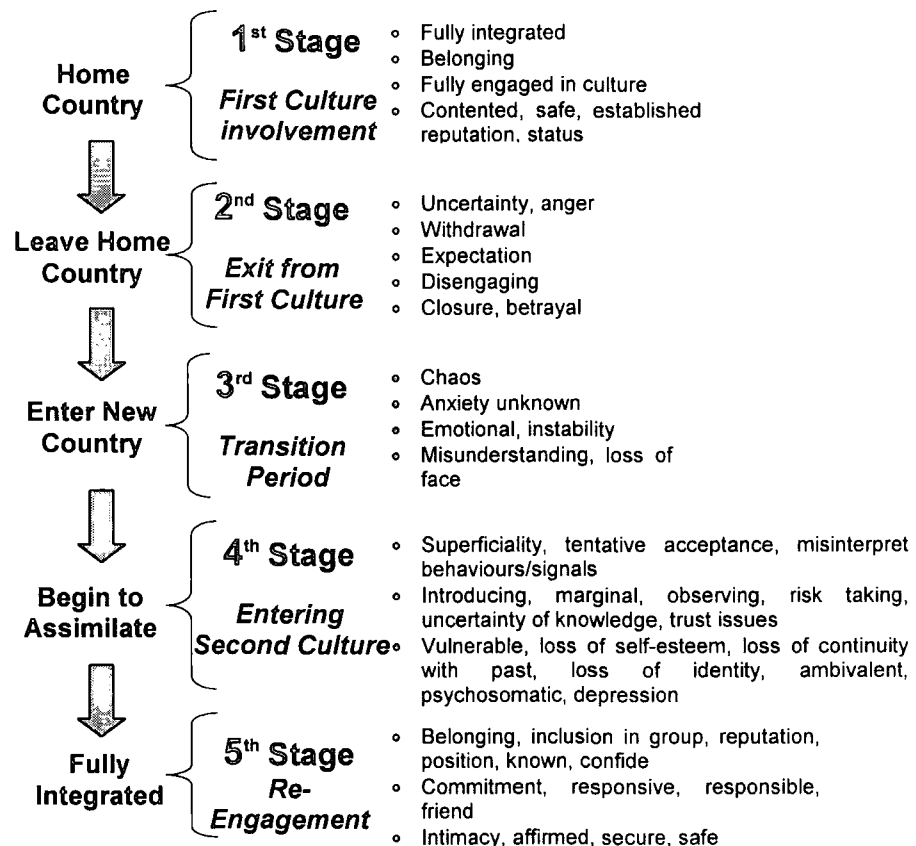 Home
Country
1st Stage
First Culture
involvement
◦ Fully integrated
◦ Belonging
◦ Fully engaged in culture
◦ Contented, safe, established
reputation, status
Leave Home
Country
2nd Stage
Exit from
First Culture
◦ Uncertainty, anger
◦ Withdrawal
◦ Expectation
◦ Disengaging
◦ Closure, betrayal
Enter New
Country
3rd Stage
Transition
Period
◦ Chaos
◦ Anxiety unknown
◦ Emotional, instability
◦ Misunderstanding, loss of
face
Begin to
Assimilate
4th Stage
Entering
Second Culture
◦ Superficiality, tentative acceptance, misinterpret
behaviours/signals
◦ Introducing, marginal, observing, risk taking,
uncertainty of knowledge, trust issues
◦ Vulnerable, loss of self-esteem, loss of continuity
with past, loss of identity, ambivalent,
psychosomatic, depression
Fully
Integrated
5th Stage
Re-
Engagement
◦ Belonging, inclusion in group, reputation,
position, known, confide
◦ Commitment, responsive, responsible,
friend
◦ Intimacy, affirmed, secure, safe